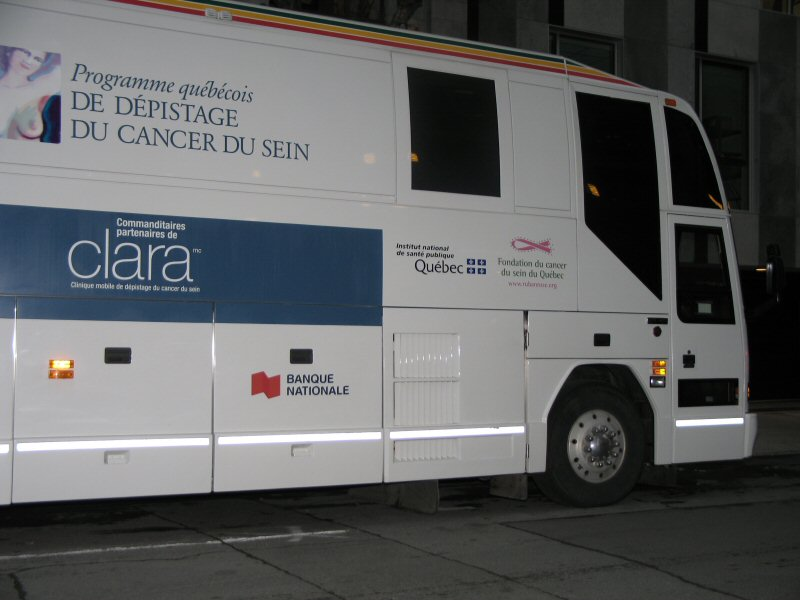 Programme québécois
DE DÉPISTAGE
DU CANCER DU SEIN
Commanditaires
partenaires de
clara mc
Clinique mobile de dépistage du cancer du sein
Institut national
de santé publique
Québec
Fondation du cancer
du sein du Québec
www.rubanrose.org
BANQUE
NATIONALE